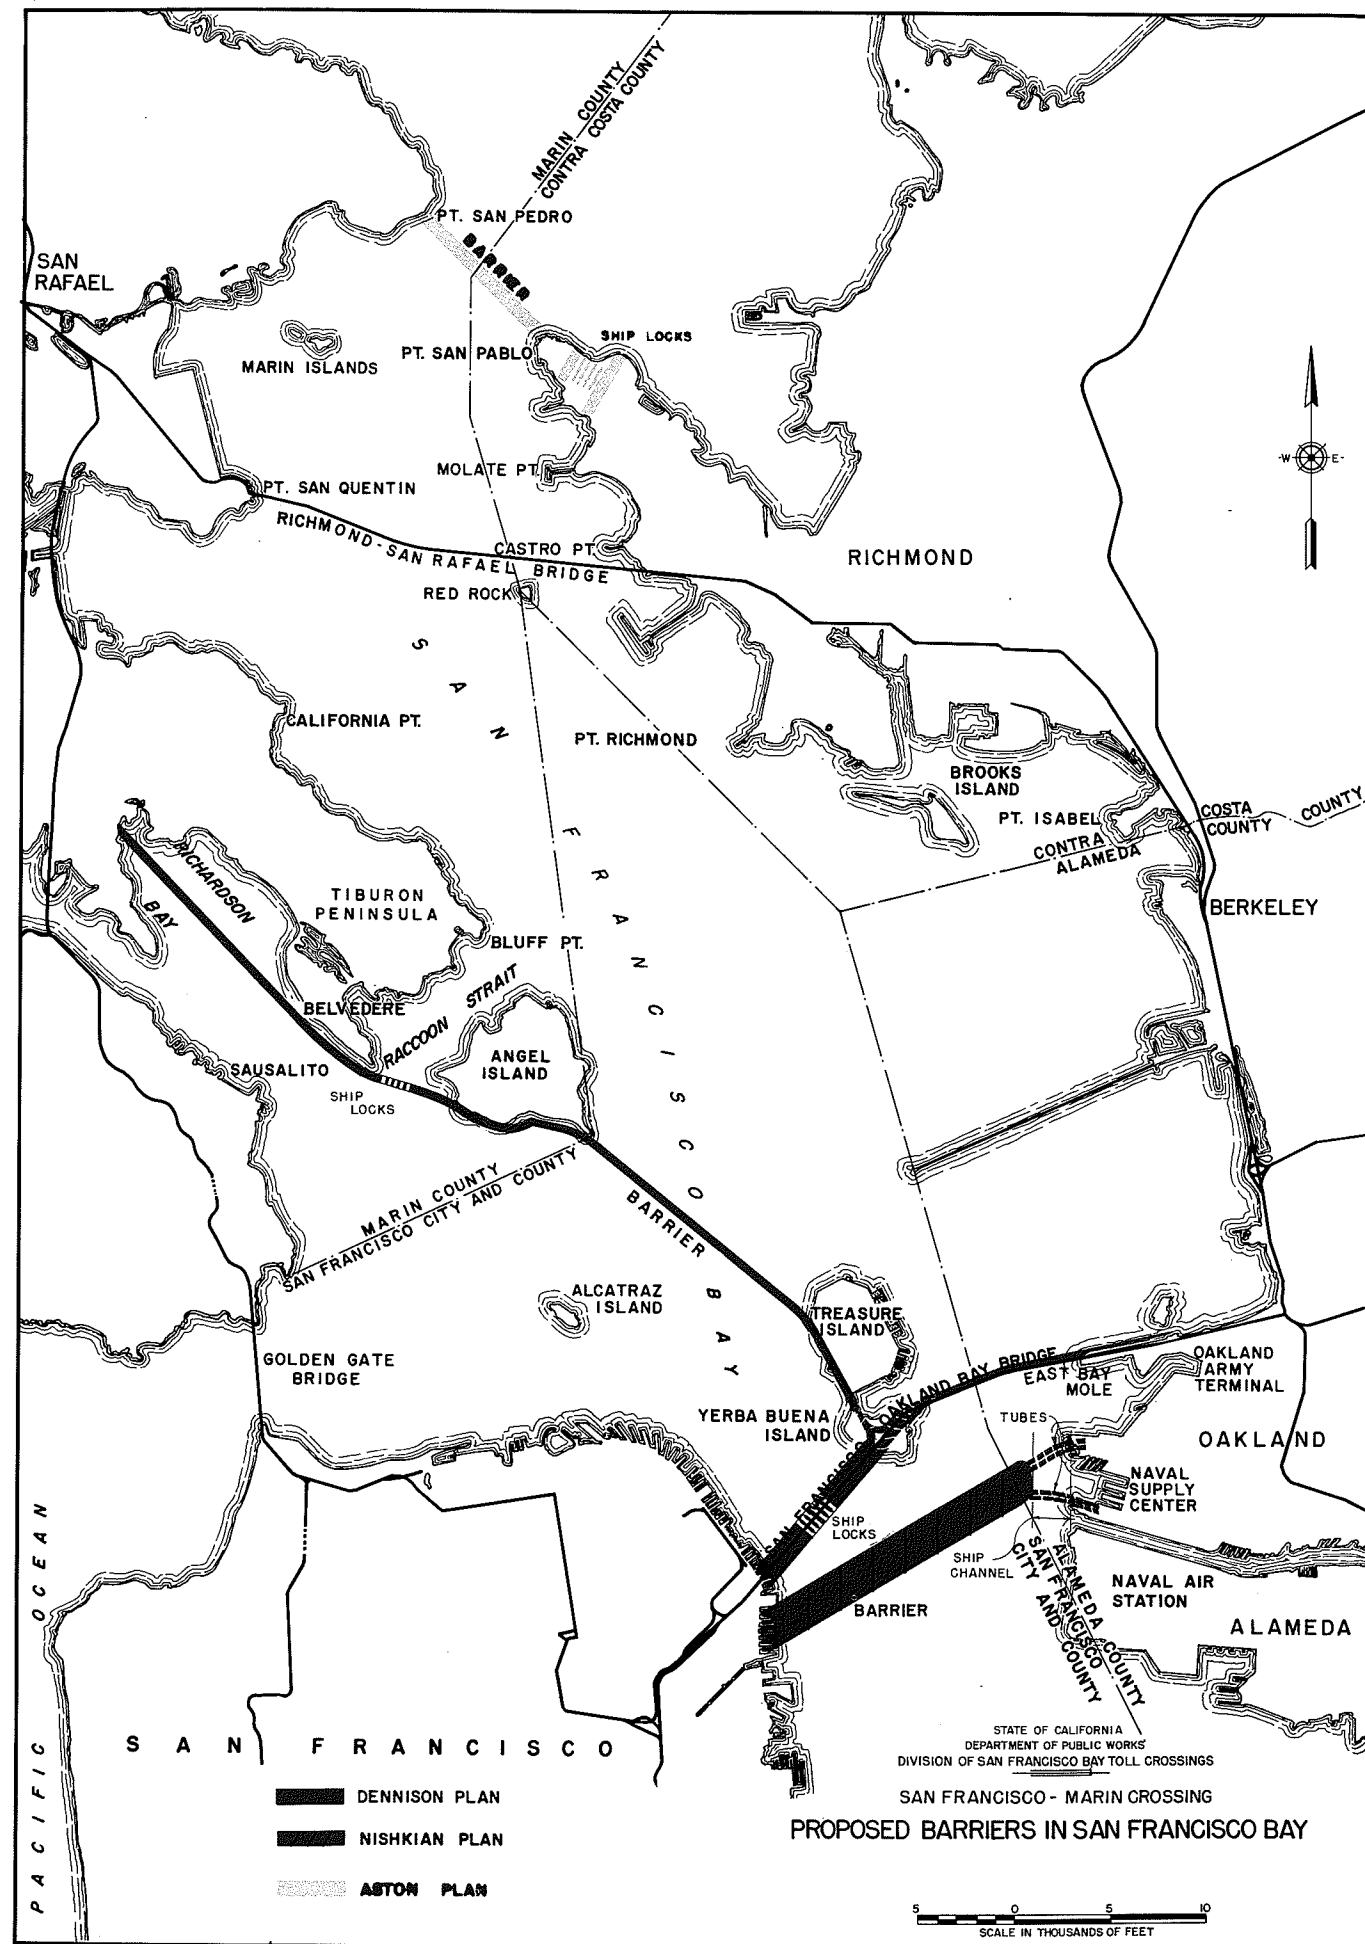 MARIN COUNTY
CONTRA COSTA COUNTY
PT. SAN PEDRO
BARRIER
SAN
RAFAEL
SHIP LOCKS
PT. SAN PABLO
MARIN ISLANDS
W E
MOLATE PT.
PT. SAN QUENTIN
RICHMOND-SAN RAFAEL BRIDGE
CASTRO PT.
RICHMOND
RED ROCK
SAN FRANCISCO BAY
CALIFORNIA PT.
PT. RICHMOND
BROOKS
ISLAND
PT. ISABEL
CONTRA COSTA COUNTY
ALAMEDA COUNTY
RICHARDSON
BAY
TIBURON
PENINSULA
BERKELEY
BLUFF PT.
BELVEDERE
RACCOON STRAIT
ANGEL
ISLAND
SAUSALITO
SHIP
LOCKS
MARIN COUNTY
SAN FRANCISCO CITY AND COUNTY
BARRIER
ALCATRAZ
ISLAND
TREASURE
ISLAND
GOLDEN GATE
BRIDGE
SAN FRANCISCO-OAKLAND BAY BRIDGE
EAST BAY
MOLE
OAKLAND
ARMY
TERMINAL
YERBA BUENA
ISLAND
TUBES
OAKLAND
NAVAL
SUPPLY
CENTER
SHIP
LOCKS
SHIP
CHANNEL
BARRIER
NAVAL AIR
STATION
ALAMEDA
ALAMEDA COUNTY
SAN FRANCISCO
CITY AND COUNTY
PACIFIC OCEAN
SAN FRANCISCO
DENNISON PLAN
NISHKIAN PLAN
ASTON PLAN
STATE OF CALIFORNIA
DEPARTMENT OF PUBLIC WORKS
DIVISION OF SAN FRANCISCO BAY TOLL CROSSINGS
SAN FRANCISCO - MARIN CROSSING
PROPOSED BARRIERS IN SAN FRANCISCO BAY
5 0 5 10
SCALE IN THOUSANDS OF FEET